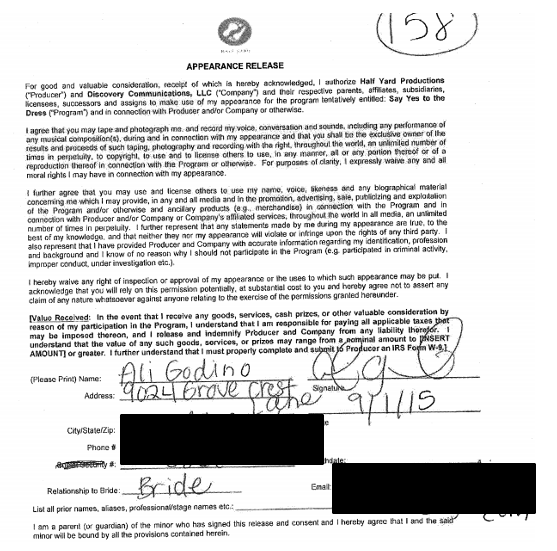 158
HALF YARD
APPEARANCE RELEASE
For good and valuable consideration, receipt of which is hereby acknowledged, I authorize Half Yard Productions
("Producer") and Discovery Communications, LLC ("Company") and their respective parents, affiliates, subsidiaries,
licensees, successors and assigns to make use of my appearance for the program tentatively entitled: Say Yes to the
Dress ("Program") and in connection with Producer and/or Company or otherwise.
I agree that you may tape and photograph me, and record my voice, conversation and sounds, including any performance of
any musical composition(s), during and in connection with my appearance and that you shall be the exclusive owner of the
results and proceeds of such taping, photography and recording with the right, throughout the world, an unlimited number of
times in perpetuity, to copyright, to use and to license others to use, in any manner, all or any portion thereof or of a
reproduction thereof in connection with the Program or otherwise. For purposes of clarity, I expressly waive any and all
moral rights I may have in connection with my appearance.
I further agree that you may use and license others to use my name, voice, likeness and any biographical material
concerning me which I may provide, in any and all media and in the promotion, advertising, sale, publicizing and exploitation
of the Program and/or otherwise and ancillary products (e.g., merchandise) in connection with the Program and in
connection with Producer and/or Company or Company's affiliated services, throughout the world in all media, an unlimited
number of times in perpetuity. I further represent that any statements made by me during my appearance are true, to the
best of my knowledge, and that neither they nor my appearance will violate or infringe upon the rights of any third party. I
also represent that I have provided Producer and Company with accurate information regarding my identification, profession
and background and I know of no reason why I should not participate in the Program (e.g. participated in criminal activity,
improper conduct, under investigation etc.).
I hereby waive any right of inspection or approval of my appearance or the uses to which such appearance may be put. I
acknowledge that you will rely on this permission potentially, at substantial cost to you and hereby agree not to assert any
claim of any nature whatsoever against anyone relating to the exercise of the permissions granted hereunder.
[Value Received: In the event that I receive any goods, services, cash prizes, or other valuable consideration by
reason of my participation in the Program, I understand that I am responsible for paying all applicable taxes that
may be imposed thereon, and I release and indemnify Producer and Company from any liability therefor. I
understand that the value of any such goods, services, or prizes may range from a nominal amount to [INSERT
AMOUNT] or greater. I further understand that I must properly complete and submit to Producer an IRS Form W-9.]
(Please Print) Name: Ali Godino
Signature
Address: 9024 Grove Crest
Lane 9/1/15
City/State/Zip:
Phone #
#:
Relationship to Bride: Bride Email:
List all prior names, aliases, professional/stage names etc.:
I am a parent (or guardian) of the minor who has signed this release and consent and I hereby agree that I and the said
minor will be bound by all the provisions contained herein.